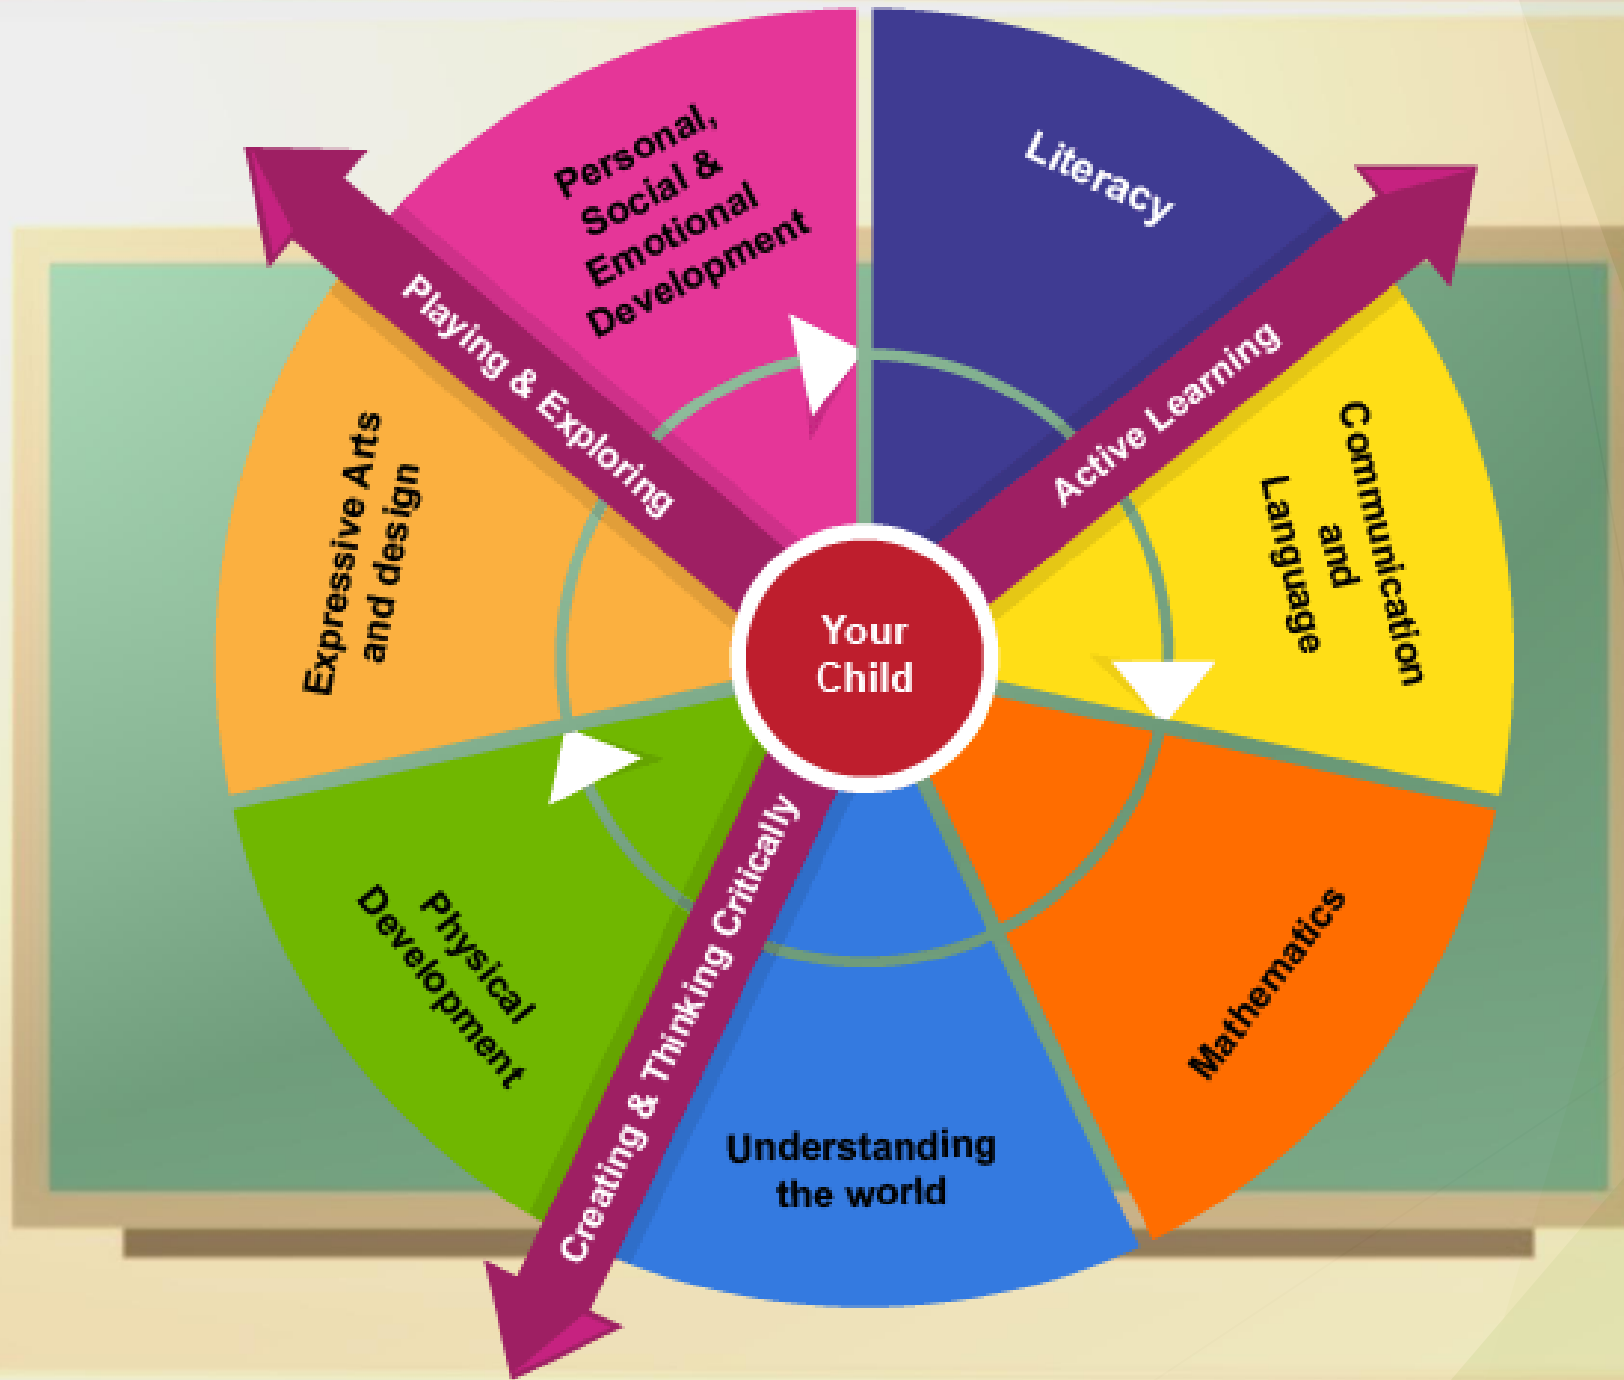 Personal,
Social &
Emotional
Development
Literacy
Playing & Exploring
Active Learning
Expressive Arts
and design
Communication
and
Language
Your
Child
Physical
Development
Creating & Thinking Critically
Mathematics
Understanding
the world